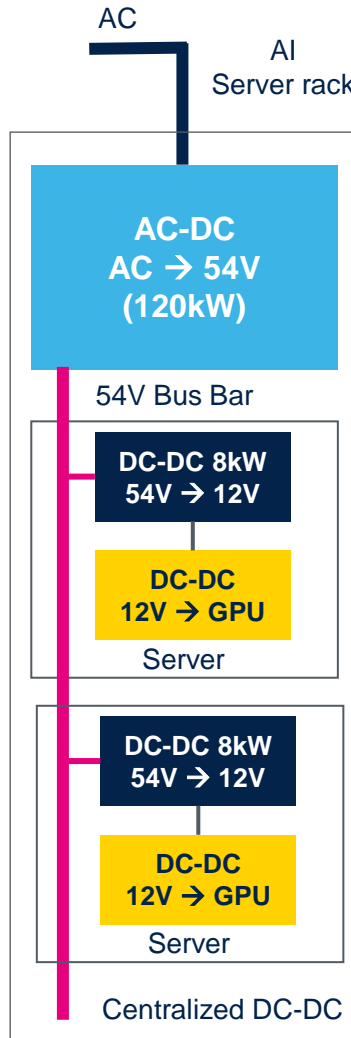 AC
AI
Server rack
AC-DC
AC → 54V
(120kW)
54V Bus Bar
DC-DC 8kW
54V → 12V
DC-DC
12V → GPU
Server
DC-DC 8kW
54V → 12V
DC-DC
12V → GPU
Server
Centralized DC-DC